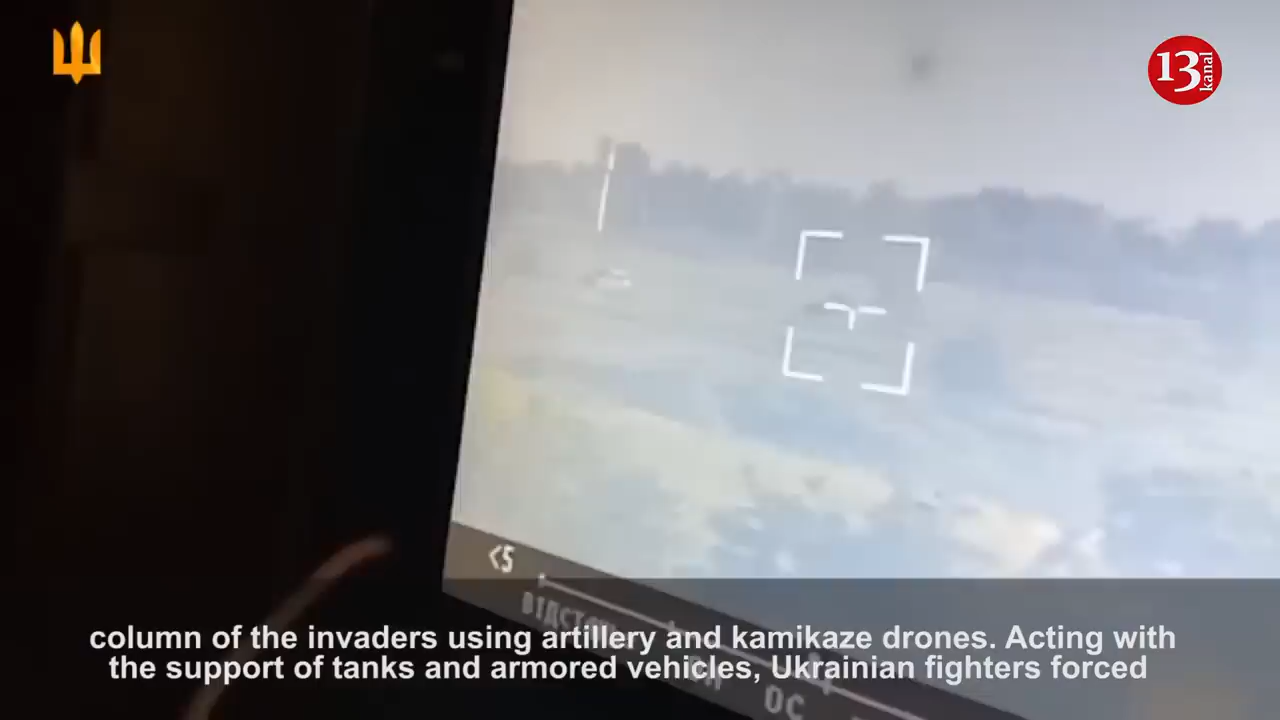 13
kanal
<5
column of the invaders using artillery and kamikaze drones. Acting with
the support of tanks and armored vehicles, Ukrainian fighters forced
ОС